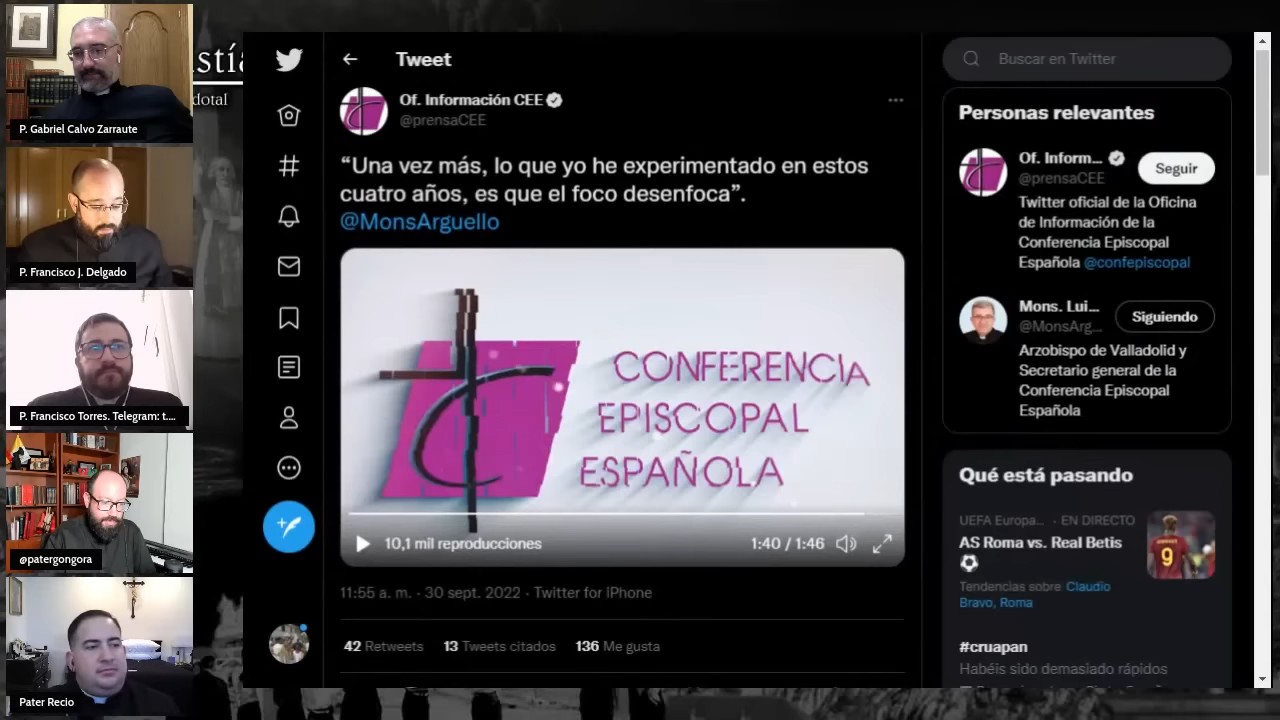 P. Gabriel Calvo Zarraute
P. Francisco J. Delgado
P. Francisco Torres. Telegram: t....
@patergongora
Pater Recio
stía
dotal
Tweet
Of. Información CEE
@prensaCEE
“Una vez más, lo que yo he experimentado en estos
cuatro años, es que el foco desenfoca”.
@MonsArguello
CONFERENCIA
EPISCOPAL
ESPAÑOLA
10,1 mil reproducciones
1:40 / 1:46
11:55 a. m. · 30 sept. 2022 · Twitter for iPhone
42 Retweets 13 Tweets citados 136 Me gusta
Buscar en Twitter
Personas relevantes
Of. Inform...
@prensaCEE
Seguir
Twitter oficial de la Oficina
de Información de la
Conferencia Episcopal
Española @confepiscopal
Mons. Lui...
@MonsArg...
Siguiendo
Arzobispo de Valladolid y
Secretario general de la
Conferencia Episcopal
Española
Qué está pasando
UEFA Europa... · EN DIRECTO
AS Roma vs. Real Betis
9
Tendencias sobre Claudio
Bravo, Roma
#cruapan
Habéis sido demasiado rápidos